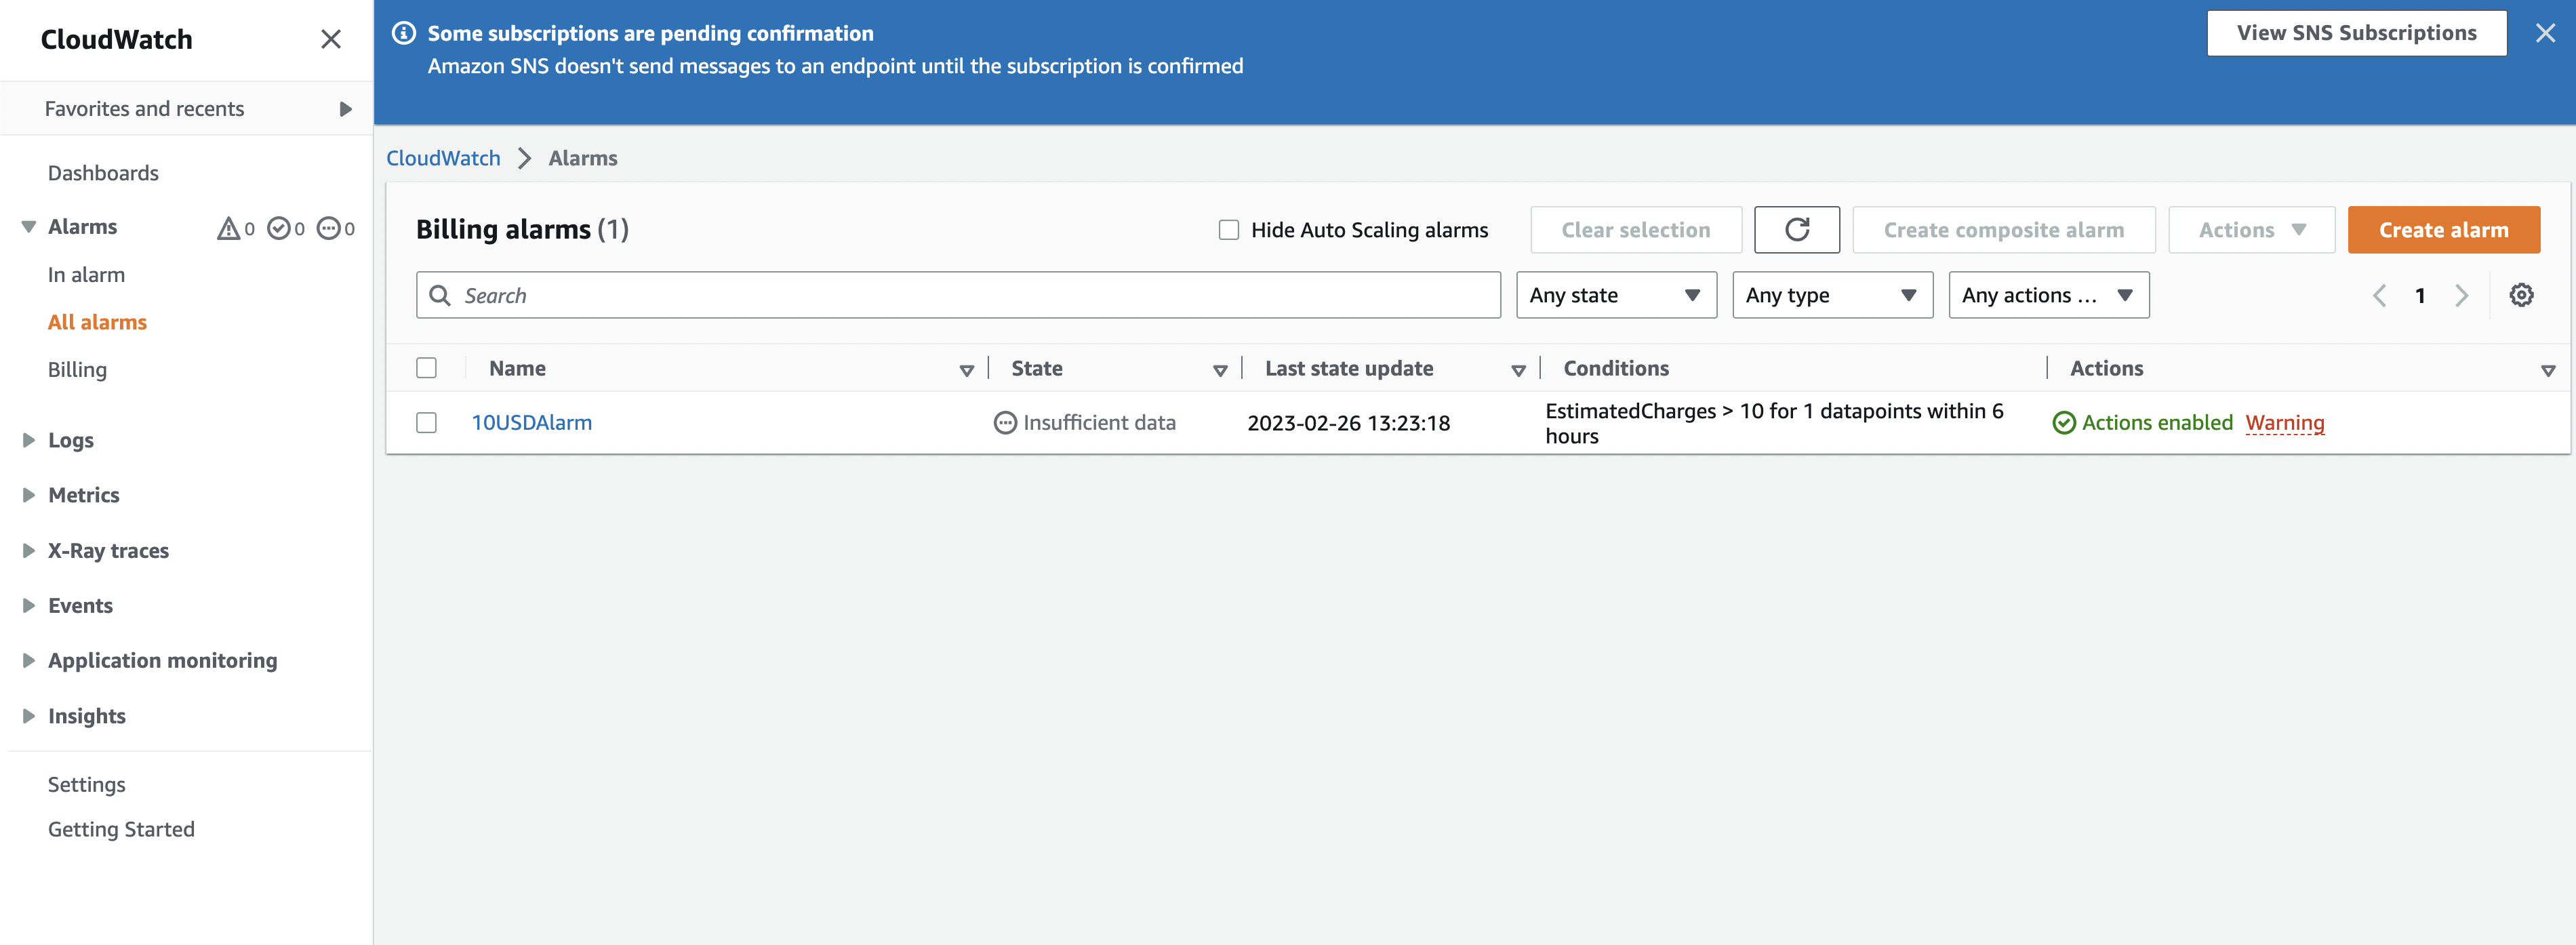 CloudWatch
Favorites and recents
Dashboards
Alarms 0 0 0
In alarm
All alarms
Billing
Logs
Metrics
X-Ray traces
Events
Application monitoring
Insights
Settings
Getting Started
Some subscriptions are pending confirmation
Amazon SNS doesn't send messages to an endpoint until the subscription is confirmed
View SNS Subscriptions
CloudWatch Alarms
Billing alarms (1)
Hide Auto Scaling alarms
Clear selection
Create composite alarm
Actions
Create alarm
Search
Any state
Any type
Any actions ...
1
Name State Last state update Conditions Actions
10USDAlarm Insufficient data 2023-02-26 13:23:18 EstimatedCharges > 10 for 1 datapoints within 6
hours
Actions enabled Warning